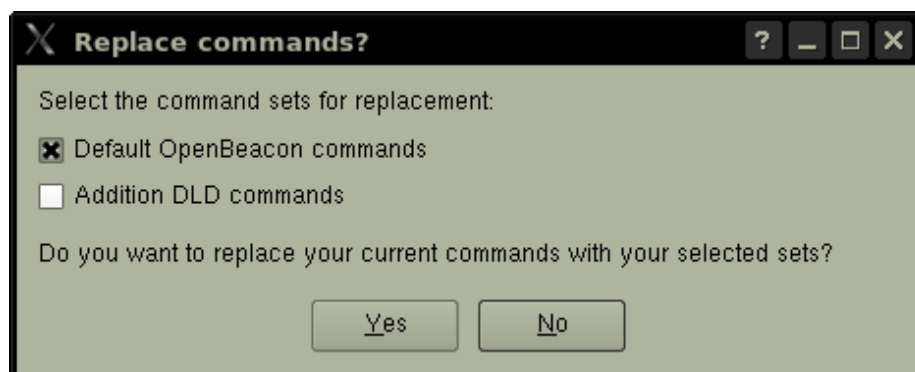 Replace commands?
Select the command sets for replacement:
Default OpenBeacon commands
Addition DLD commands
Do you want to replace your current commands with your selected sets?
Yes No